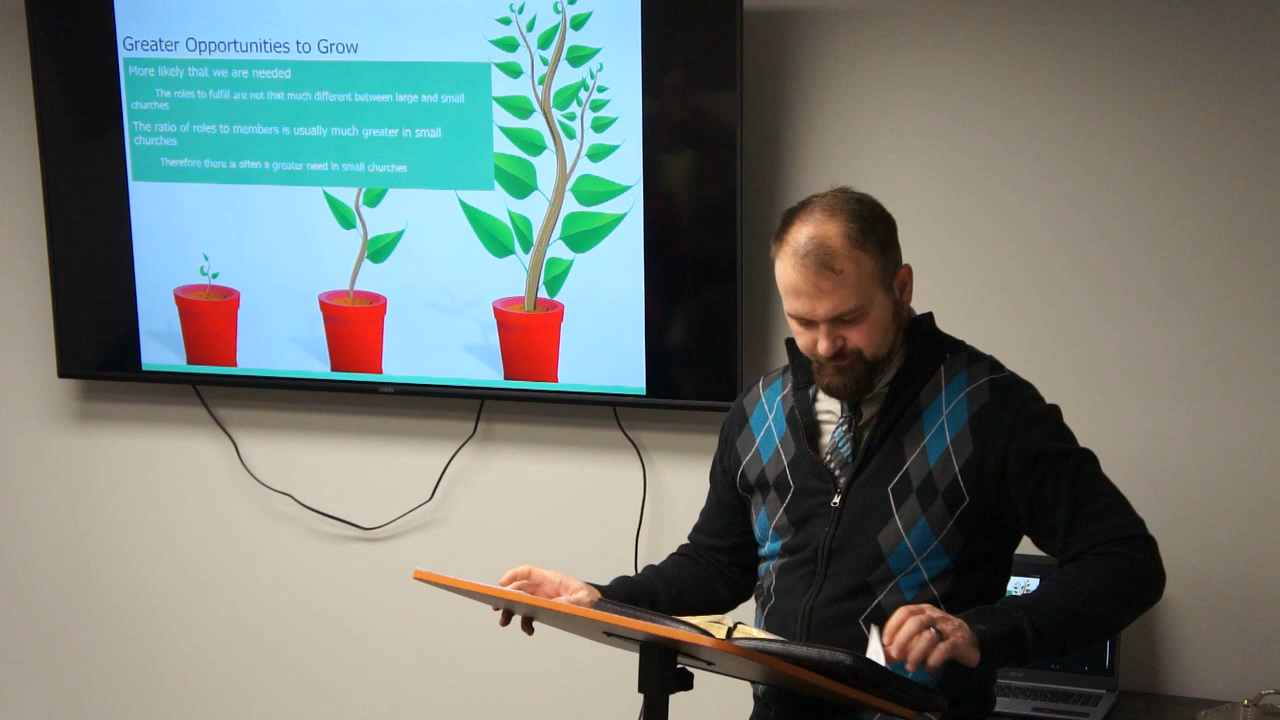 Greater Opportunities to Grow
More likely that we are needed
The roles to fulfill are not that much different between large and small
churches
The ratio of roles to members is usually much greater in small
churches
Therefore there is often a greater need in small churches